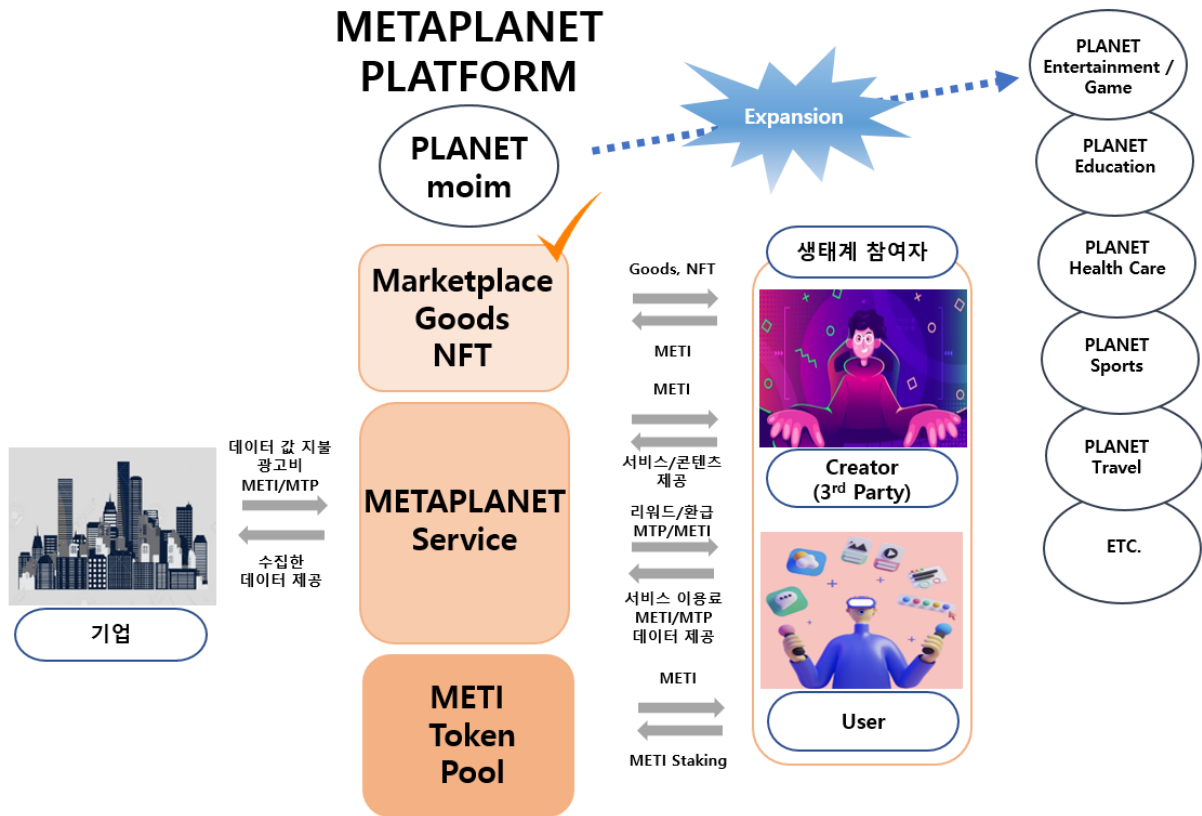 METAPLANET
PLATFORM
PLANET
moim
Expansion
PLANET
Entertainment /
Game
PLANET
Education
PLANET
Health Care
PLANET
Sports
PLANET
Travel
ETC.
Marketplace
Goods
NFT
METAPLANET
Service
METI
Token
Pool
데이터 값 지불
광고비
METI/MTP
수집한
데이터 제공
기업
Goods, NFT
METI
METI
서비스/콘텐츠
제공
리워드/환급
MTP/METI
서비스 이용료
METI/MTP
데이터 제공
METI
METI Staking
생태계 참여자
Creator
(3rd Party)
User